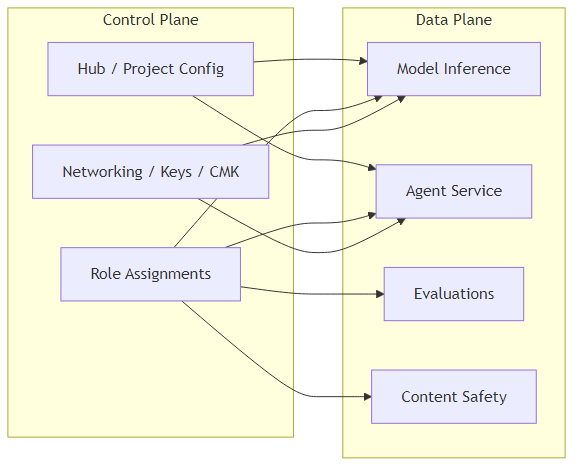 Control Plane
Hub / Project Config
Networking / Keys / CMK
Role Assignments
Data Plane
Model Inference
Agent Service
Evaluations
Content Safety